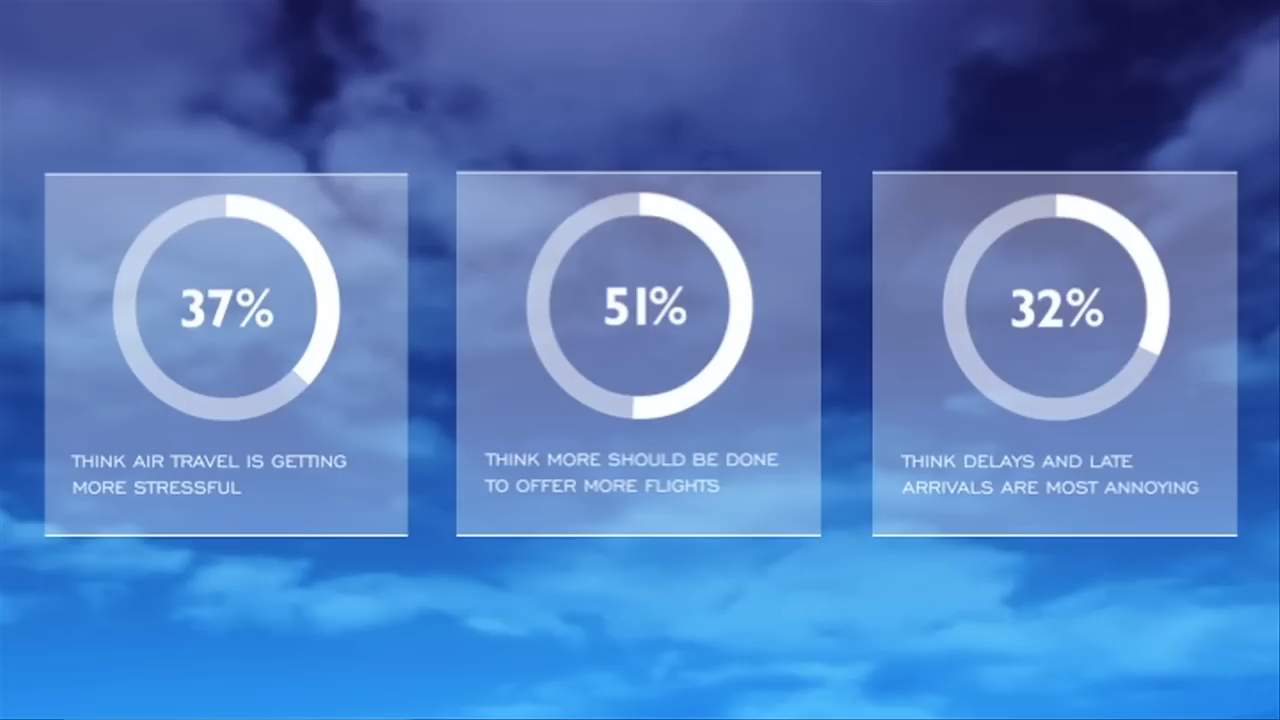 37%
THINK AIR TRAVEL IS GETTING
MORE STRESSFUL
51%
THINK MORE SHOULD BE DONE
TO OFFER MORE FLIGHTS
32%
THINK DELAYS AND LATE
ARRIVALS ARE MOST ANNOYING